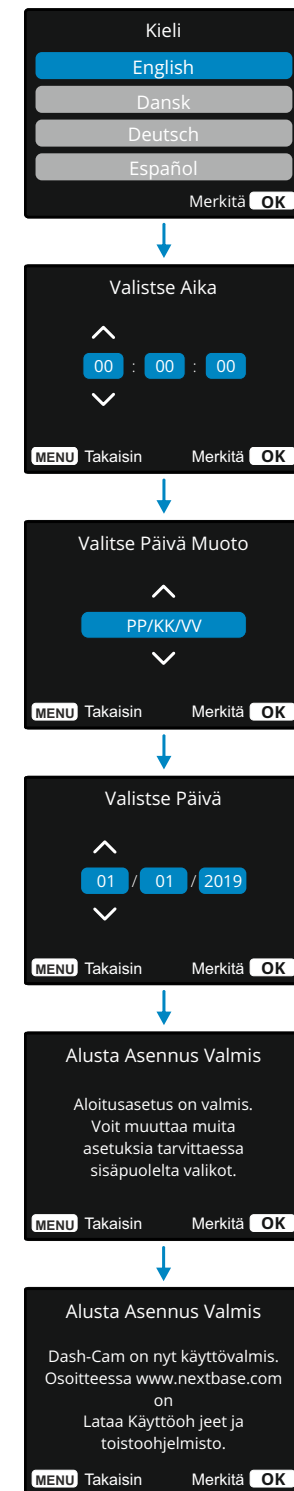 Kieli
English
Dansk
Deutsch
Español
Merkitä OK
Valistse Aika
00 : 00 : 00
MENU Takaisin Merkitä OK
Valitse Päivä Muoto
PP/KK/VV
MENU Takaisin Merkitä OK
Valistse Päivä
01 / 01 / 2019
MENU Takaisin Merkitä OK
Alusta Asennus Valmis
Aloitusasetus on valmis.
Voit muuttaa muita
asetuksia tarvittaessa
sisäpuolelta valikot.
MENU Takaisin Merkitä OK
Alusta Asennus Valmis
Dash-Cam on nyt käyttövalmis.
Osoitteessa www.nextbase.com
on
Lataa Käyttöoh jeet ja
toistoohjelmisto.
MENU Takaisin Merkitä OK